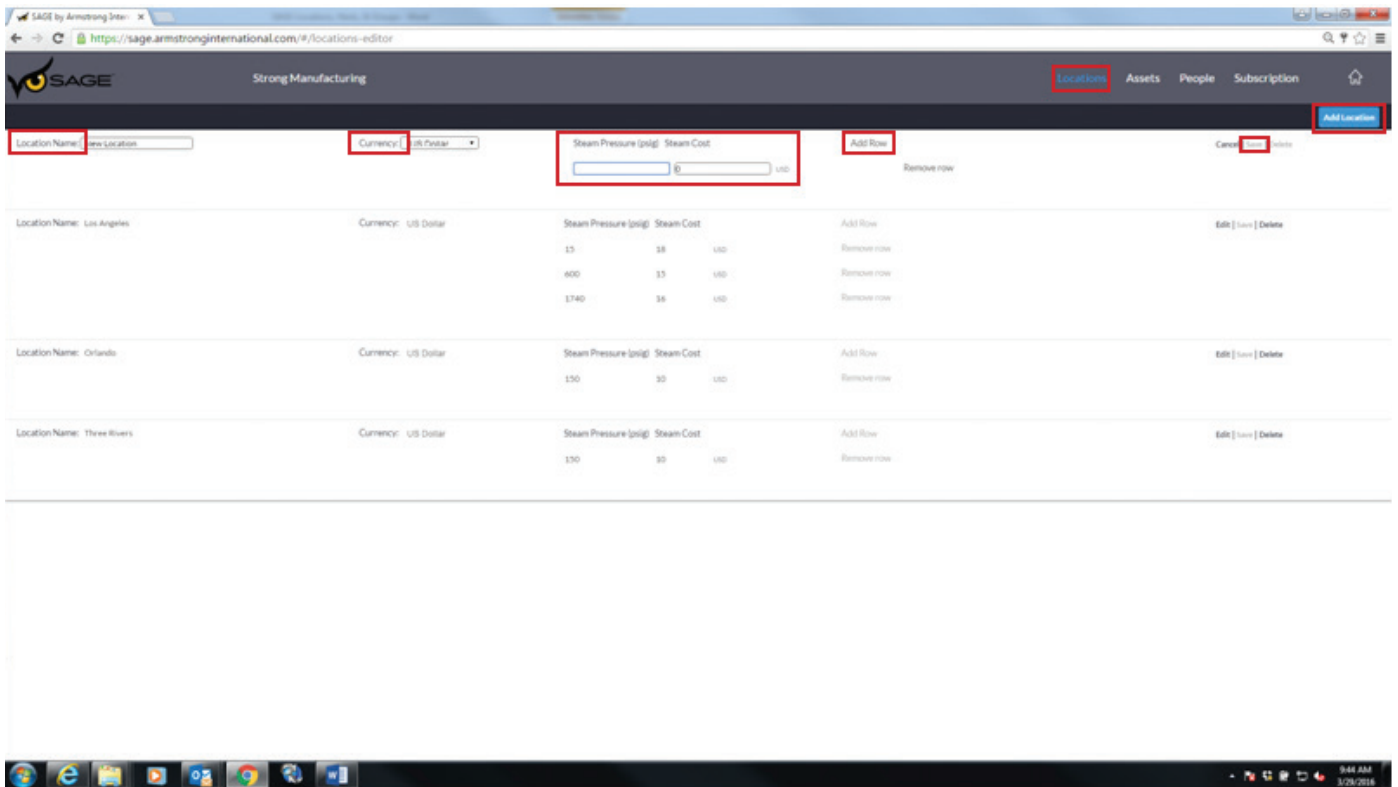 SAGE by Armstrong Inter
https://sage.armstronginternational.com/#/locations-editor
SAGE Strong Manufacturing Locations Assets People Subscription
Add Location
Location Name: New Location Currency: US Dollar Steam Pressure (psig) Steam Cost Add Row Cancel | Save | Delete
0 USD Remove row
Location Name: Los Angeles Currency: US Dollar Steam Pressure (psig) Steam Cost Add Row Edit | Save | Delete
15 18 USD Remove row
600 15 USD Remove row
1740 16 USD Remove row
Location Name: Orlando Currency: US Dollar Steam Pressure (psig) Steam Cost Add Row Edit | Save | Delete
150 10 USD Remove row
Location Name: Three Rivers Currency: US Dollar Steam Pressure (psig) Steam Cost Add Row Edit | Save | Delete
150 10 USD Remove row
9:44 AM
3/29/2016